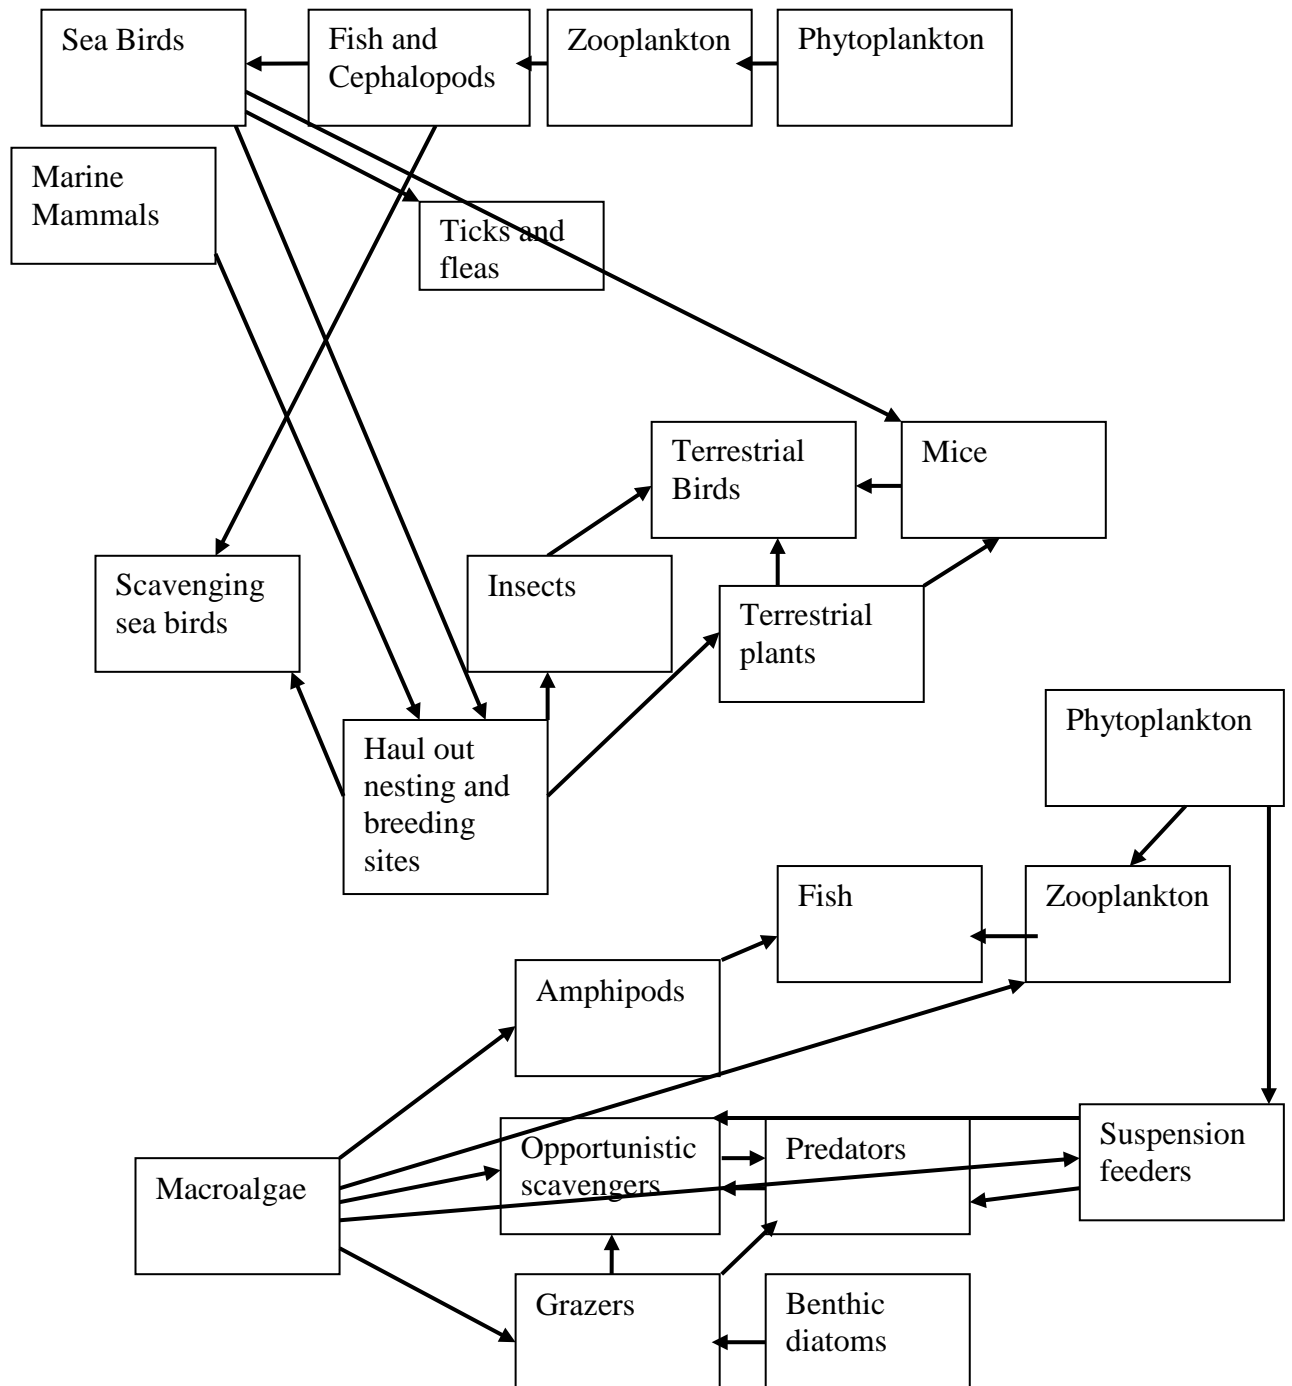 Sea Birds
Fish and
Cephalopods
Zooplankton
Phytoplankton
Marine
Mammals
Ticks and
fleas
Terrestrial
Birds
Mice
Scavenging
sea birds
Insects
Terrestrial
plants
Haul out
nesting and
breeding
sites
Phytoplankton
Fish
Zooplankton
Amphipods
Macroalgae
Opportunistic
scavengers
Predators
Suspension
feeders
Grazers
Benthic
diatoms